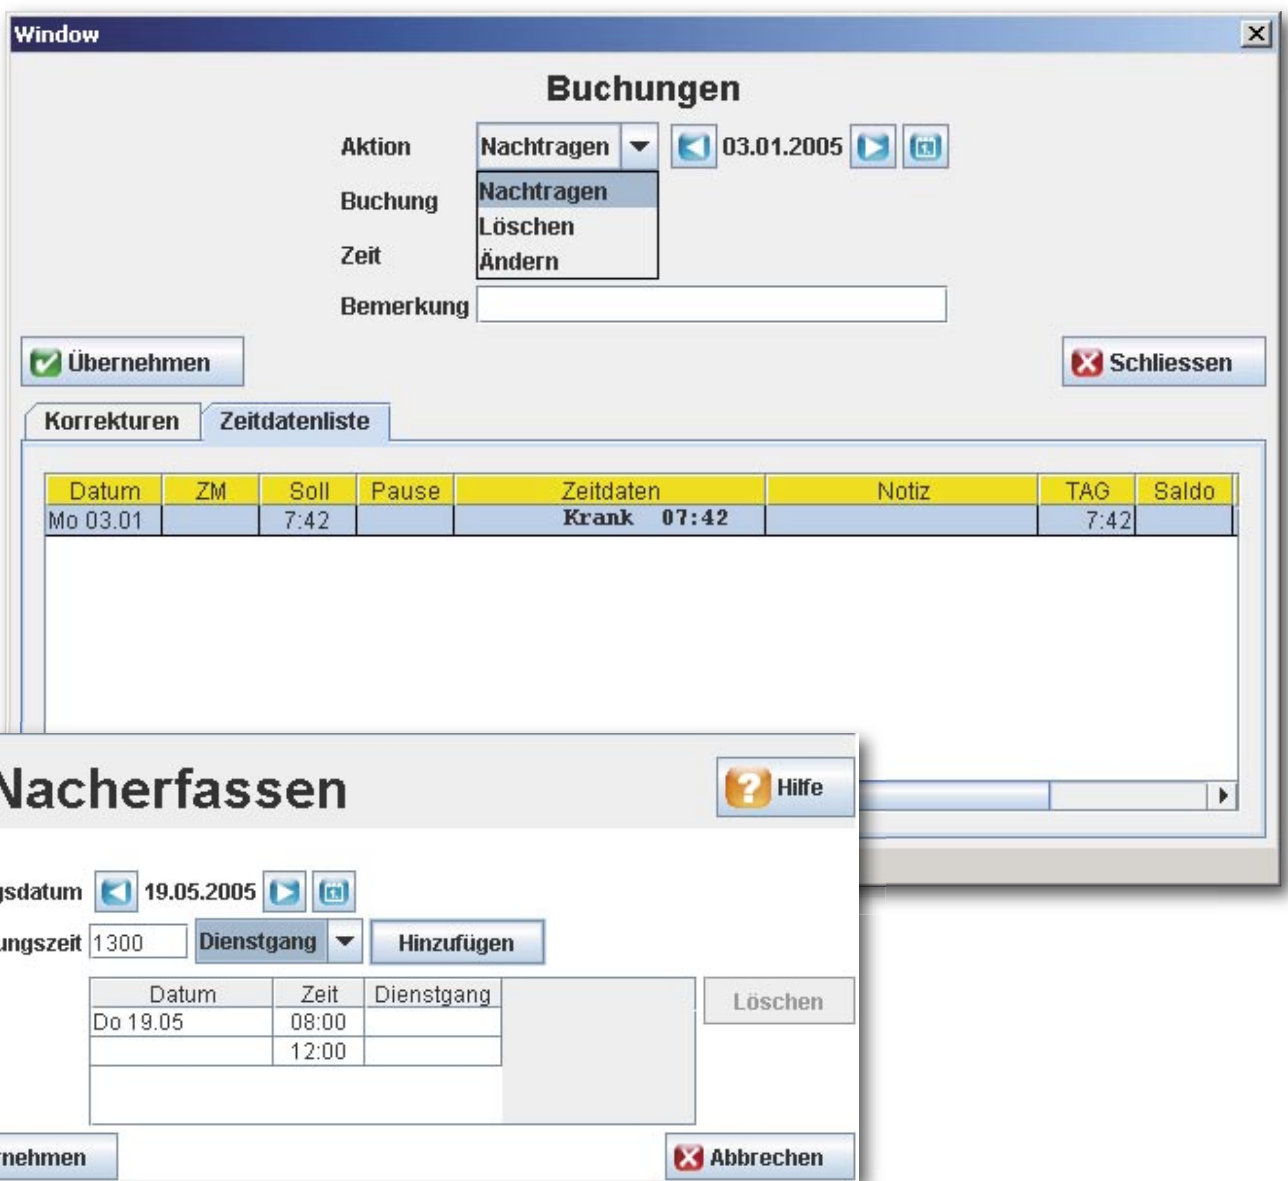 Window
Buchungen
Aktion Nachtragen 03.01.2005
Nachtragen
Buchung
Löschen
Zeit
Ändern
Bemerkung
Übernehmen Schliessen
Korrekturen Zeitdatenliste
Datum ZM Soll Pause Zeitdaten Notiz TAG Saldo
Mo 03.01 7:42 Krank 07:42 7:42
Nacherfassen Hilfe
gsdatum 19.05.2005
ungszeit 1300 Dienstgang Hinzufügen
Datum Zeit Dienstgang Löschen
Do 19.05 08:00
12:00
nehmen Abbrechen